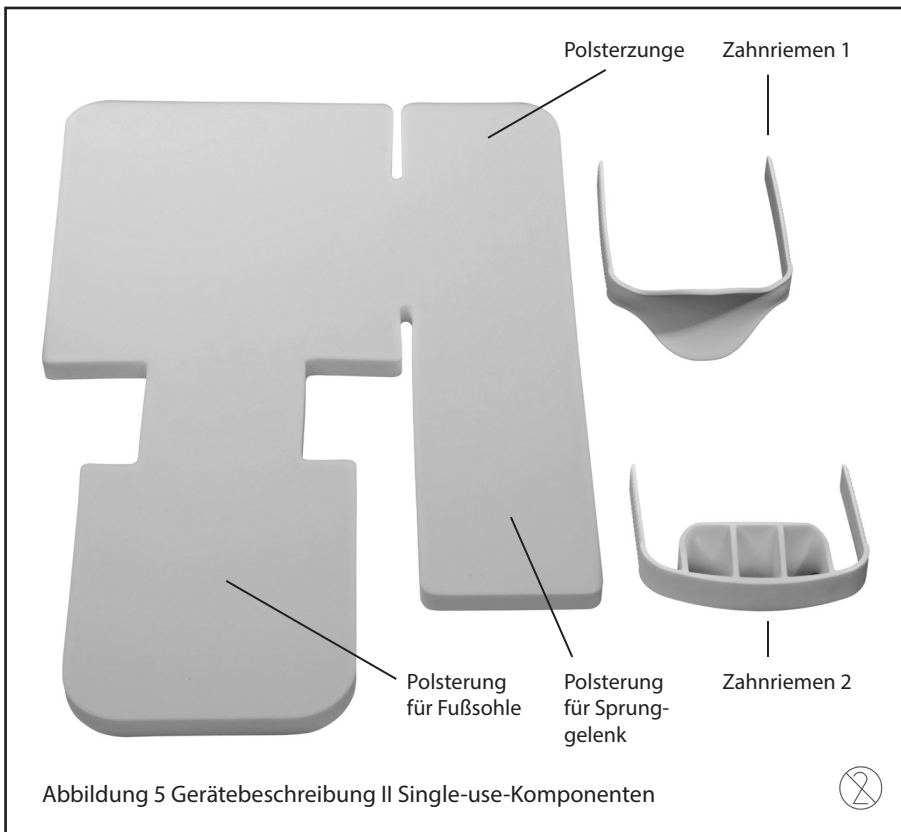 Polsterzunge
Zahnriemen 1
Polsterung
für Fußsohle
Polsterung
für Sprung-
gelenk
Zahnriemen 2
Abbildung 5 Gerätebeschreibung II Single-use-Komponenten
2